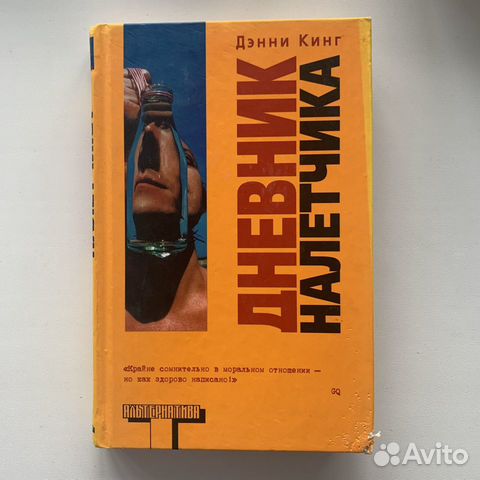 Дэнни Кинг
ДНЕВНИК
НАЛЕТЧИКА
«Крайне сомнительно в моральном отношении —
но как здорово написано!»
GQ
АЛЬТЕРНАТИВА
Avito